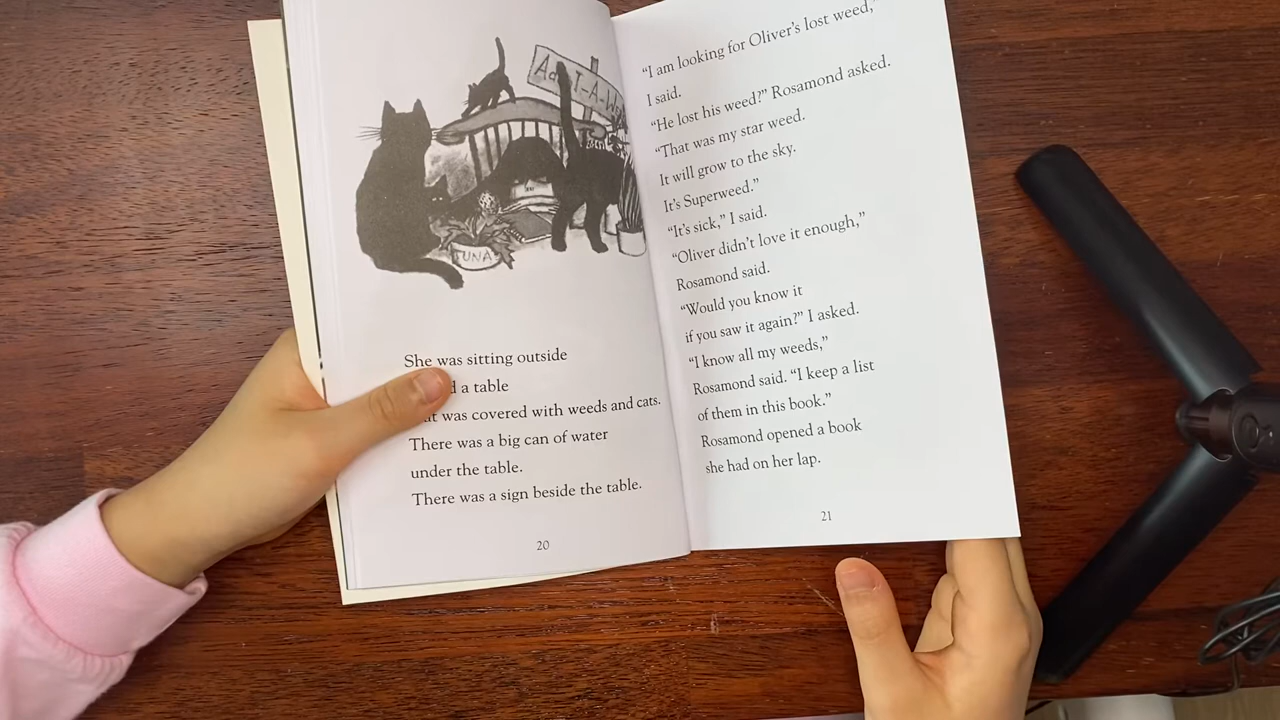 TUNA
She was sitting outside
a table
was covered with weeds and cats.
There was a big can of water
under the table.
There was a sign beside the table.
20
“I am looking for Oliver’s lost weed,”
I said.
“He lost his weed?” Rosamond asked.
“That was my star weed.
It will grow to the sky.
It’s Superweed.”
“It’s sick,” I said.
“Oliver didn’t love it enough,”
Rosamond said.
“Would you know it
if you saw it again?” I asked.
“I know all my weeds,”
Rosamond said. “I keep a list
of them in this book.”
Rosamond opened a book
she had on her lap.
21